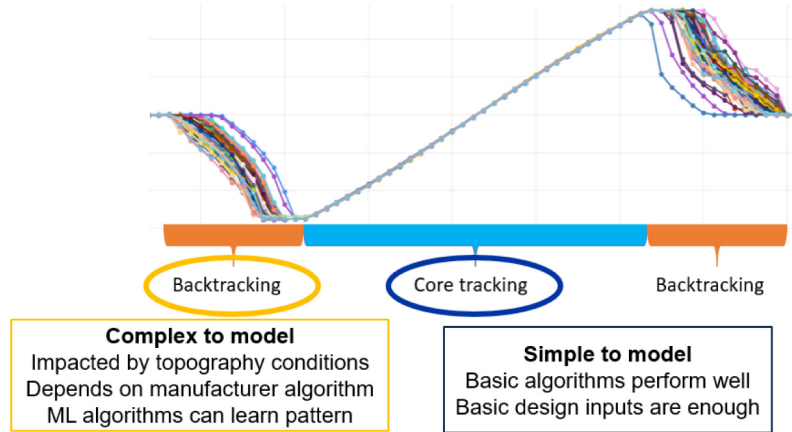 Backtracking
Core tracking
Backtracking
Complex to model
Impacted by topography conditions
Depends on manufacturer algorithm
ML algorithms can learn pattern
Simple to model
Basic algorithms perform well
Basic design inputs are enough